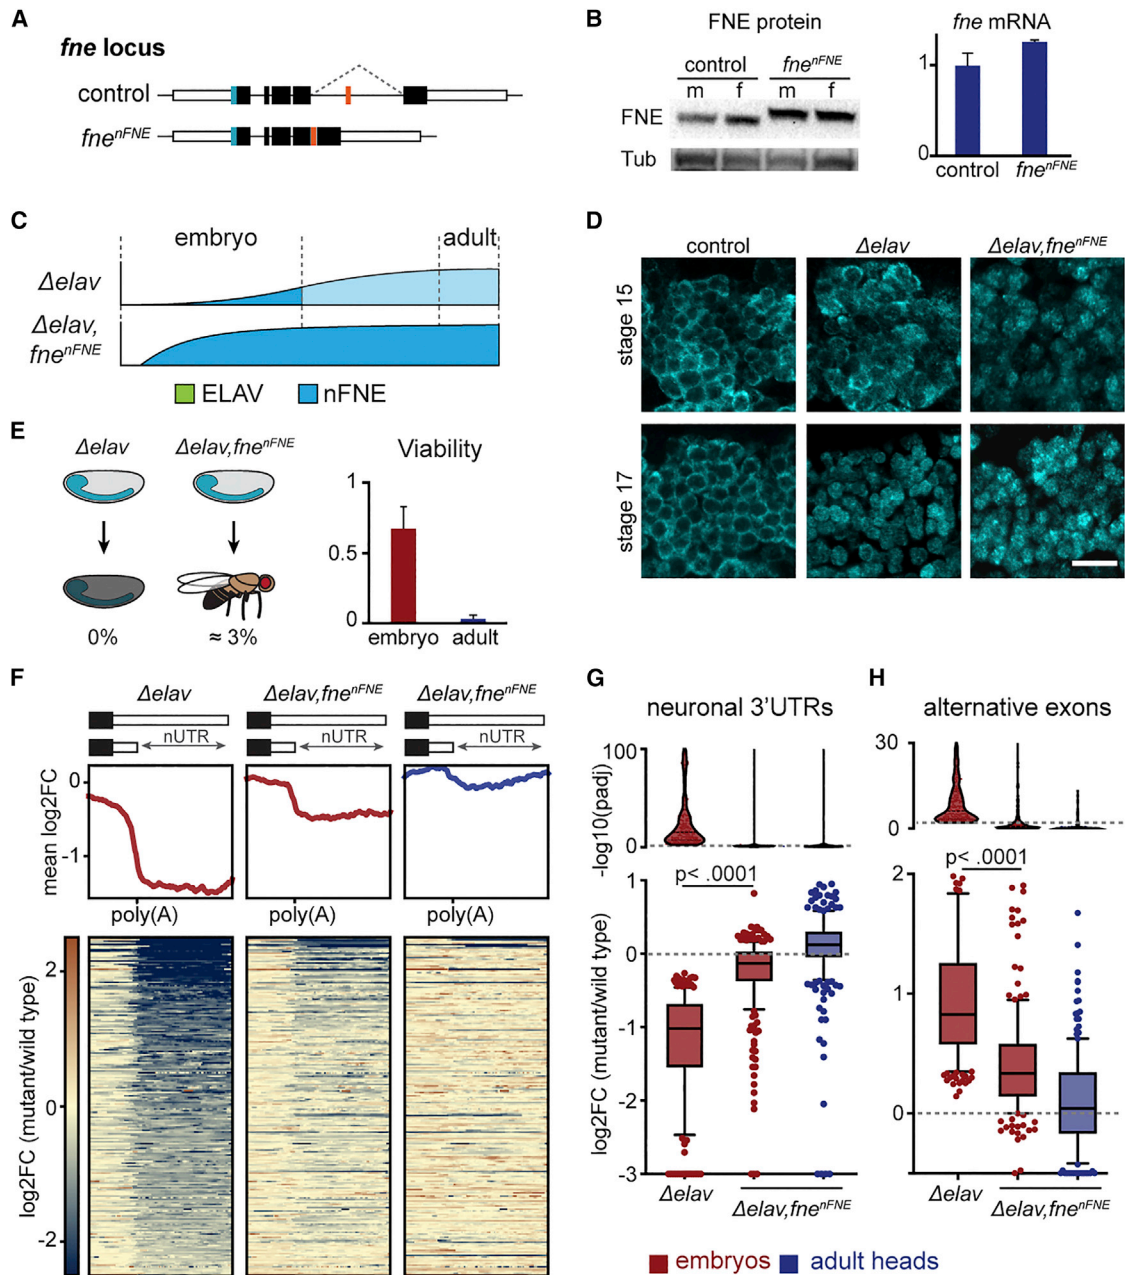 A
fne locus
control
fne^nFNE
B
FNE protein
fne mRNA
control
fne^nFNE
m
f
m
f
FNE
Tub
1
0
control
fne^nFNE
C
embryo
adult
Δelav
Δelav,
fne^nFNE
ELAV
nFNE
D
control
Δelav
Δelav,fne^nFNE
stage 15
stage 17
E
Δelav
Δelav,fne^nFNE
0%
≈ 3%
Viability
1
0.5
0
embryo
adult
F
Δelav
Δelav,fne^nFNE
Δelav,fne^nFNE
nUTR
nUTR
nUTR
mean log2FC
0
-1
poly(A)
poly(A)
poly(A)
log2FC (mutant/wild type)
2
0
-2
G
neuronal 3'UTRs
-log10(padj)
100
0
p< .0001
log2FC (mutant/wild type)
1
0
-1
-2
-3
Δelav
Δelav,fne^nFNE
H
alternative exons
30
0
p< .0001
2
1
0
Δelav
Δelav,fne^nFNE
embryos
adult heads